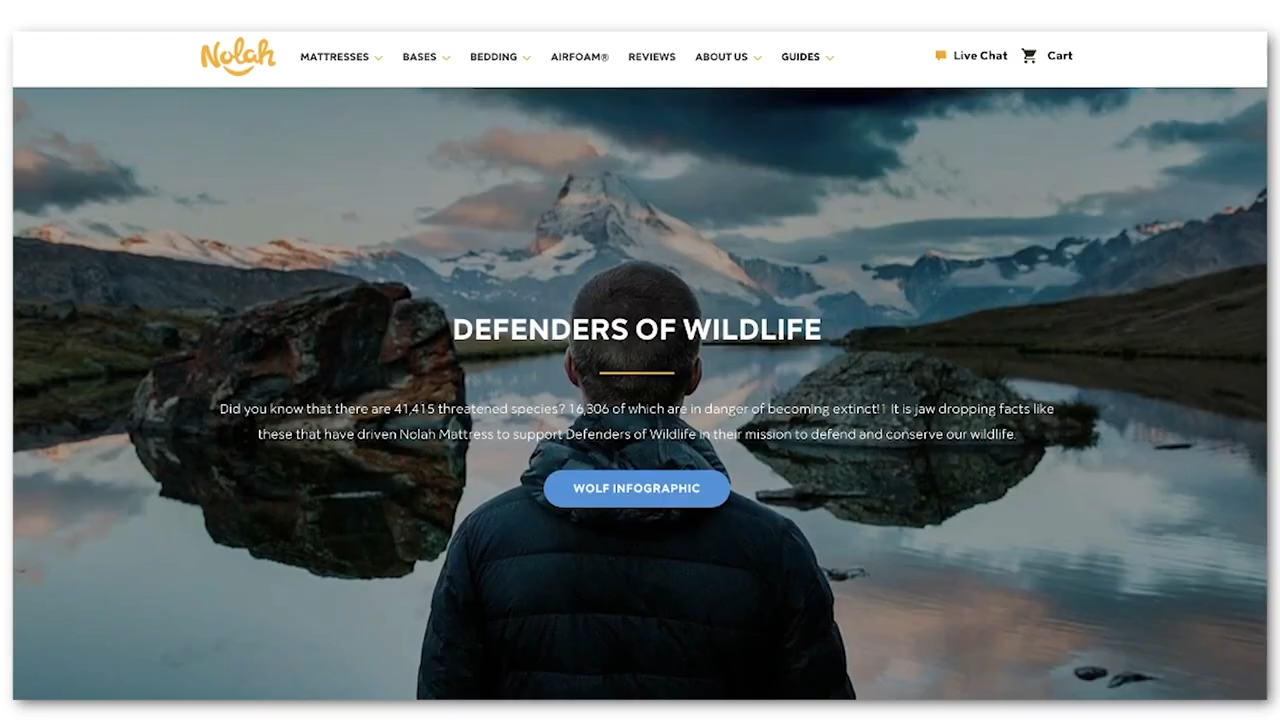 Nolah MATTRESSES BASES BEDDING AIRFOAM® REVIEWS ABOUT US GUIDES Live Chat Cart
DEFENDERS OF WILDLIFE
Did you know that there are 41,415 threatened species? 16,306 of which are in danger of becoming extinct!1 It is jaw dropping facts like
these that have driven Nolah Mattress to support Defenders of Wildlife in their mission to defend and conserve our wildlife.
WOLF INFOGRAPHIC